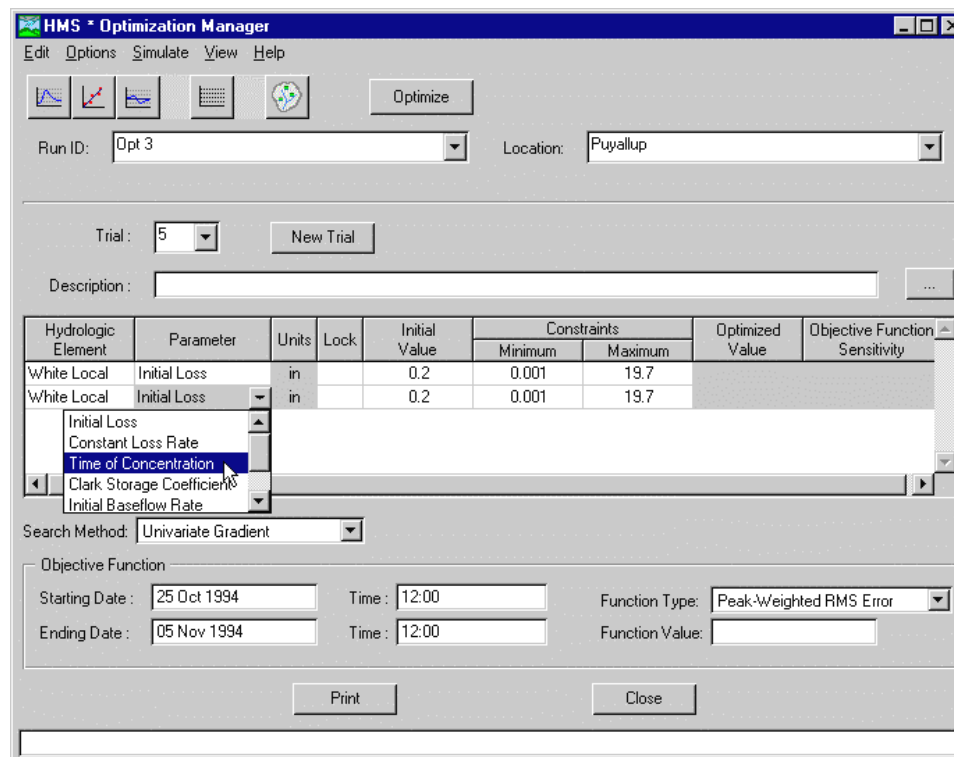 HMS * Optimization Manager
Edit Options Simulate View Help
Optimize
Run ID: Opt 3 Location: Puyallup
Trial : 5 New Trial
Description : ...
Hydrologic Element Parameter Units Lock Initial Value Constraints Minimum Maximum Optimized Value Objective Function Sensitivity
White Local Initial Loss in 0.2 0.001 19.7
White Local Initial Loss in 0.2 0.001 19.7
Initial Loss
Constant Loss Rate
Time of Concentration
Clark Storage Coefficient
Initial Baseflow Rate
Search Method: Univariate Gradient
Objective Function
Starting Date : 25 Oct 1994 Time : 12:00 Function Type: Peak-Weighted RMS Error
Ending Date : 05 Nov 1994 Time : 12:00 Function Value:
Print Close